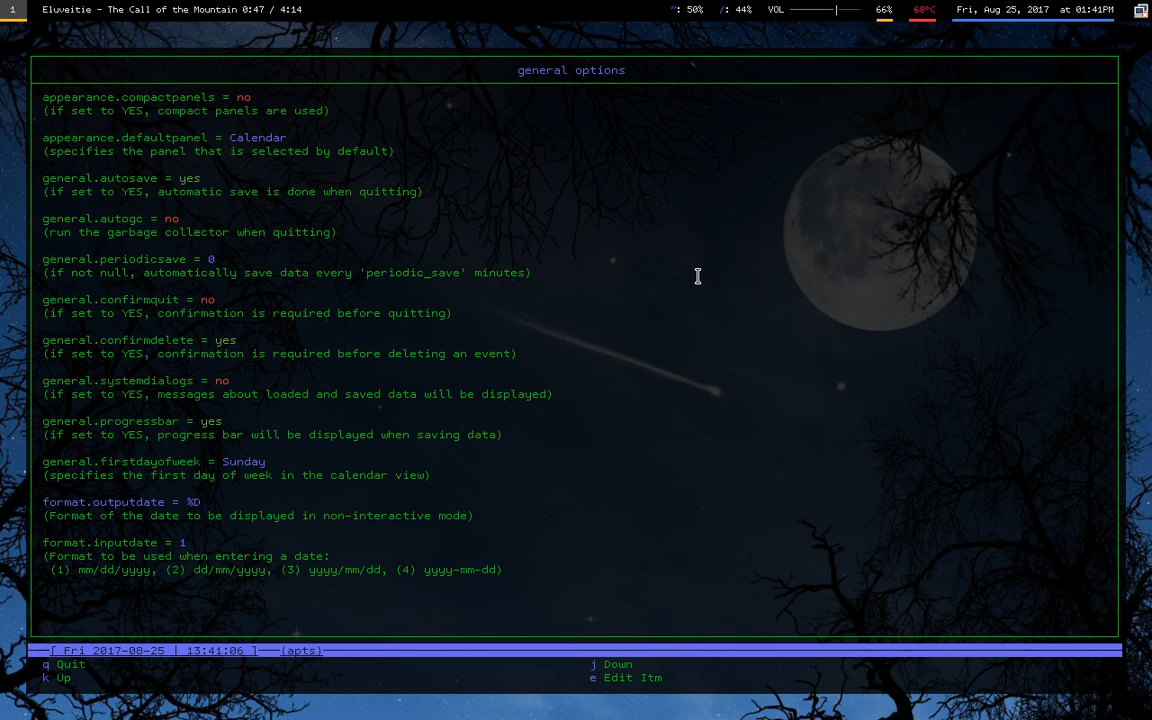 1 Eluveitie - The Call of the Mountain 0:47 / 4:14 ~: 50% /: 44% VOL 66% 68°C Fri, Aug 25, 2017 at 01:41PM
general options
appearance.compactpanels = no
(if set to YES, compact panels are used)
appearance.defaultpanel = Calendar
(specifies the panel that is selected by default)
general.autosave = yes
(if set to YES, automatic save is done when quitting)
general.autogc = no
(run the garbage collector when quitting)
general.periodicsave = 0
(if not null, automatically save data every 'periodic_save' minutes)
general.confirmquit = no
(if set to YES, confirmation is required before quitting)
general.confirmdelete = yes
(if set to YES, confirmation is required before deleting an event)
general.systemdialogs = no
(if set to YES, messages about loaded and saved data will be displayed)
general.progressbar = yes
(if set to YES, progress bar will be displayed when saving data)
general.firstdayofweek = Sunday
(specifies the first day of week in the calendar view)
format.outputdate = %D
(Format of the date to be displayed in non-interactive mode)
format.inputdate = 1
(Format to be used when entering a date:
(1) mm/dd/yyyy, (2) dd/mm/yyyy, (3) yyyy/mm/dd, (4) yyyy-mm-dd)
[ Fri 2017-08-25 | 13:41:06 ] (apts)
q Quit j Down
k Up e Edit Itm